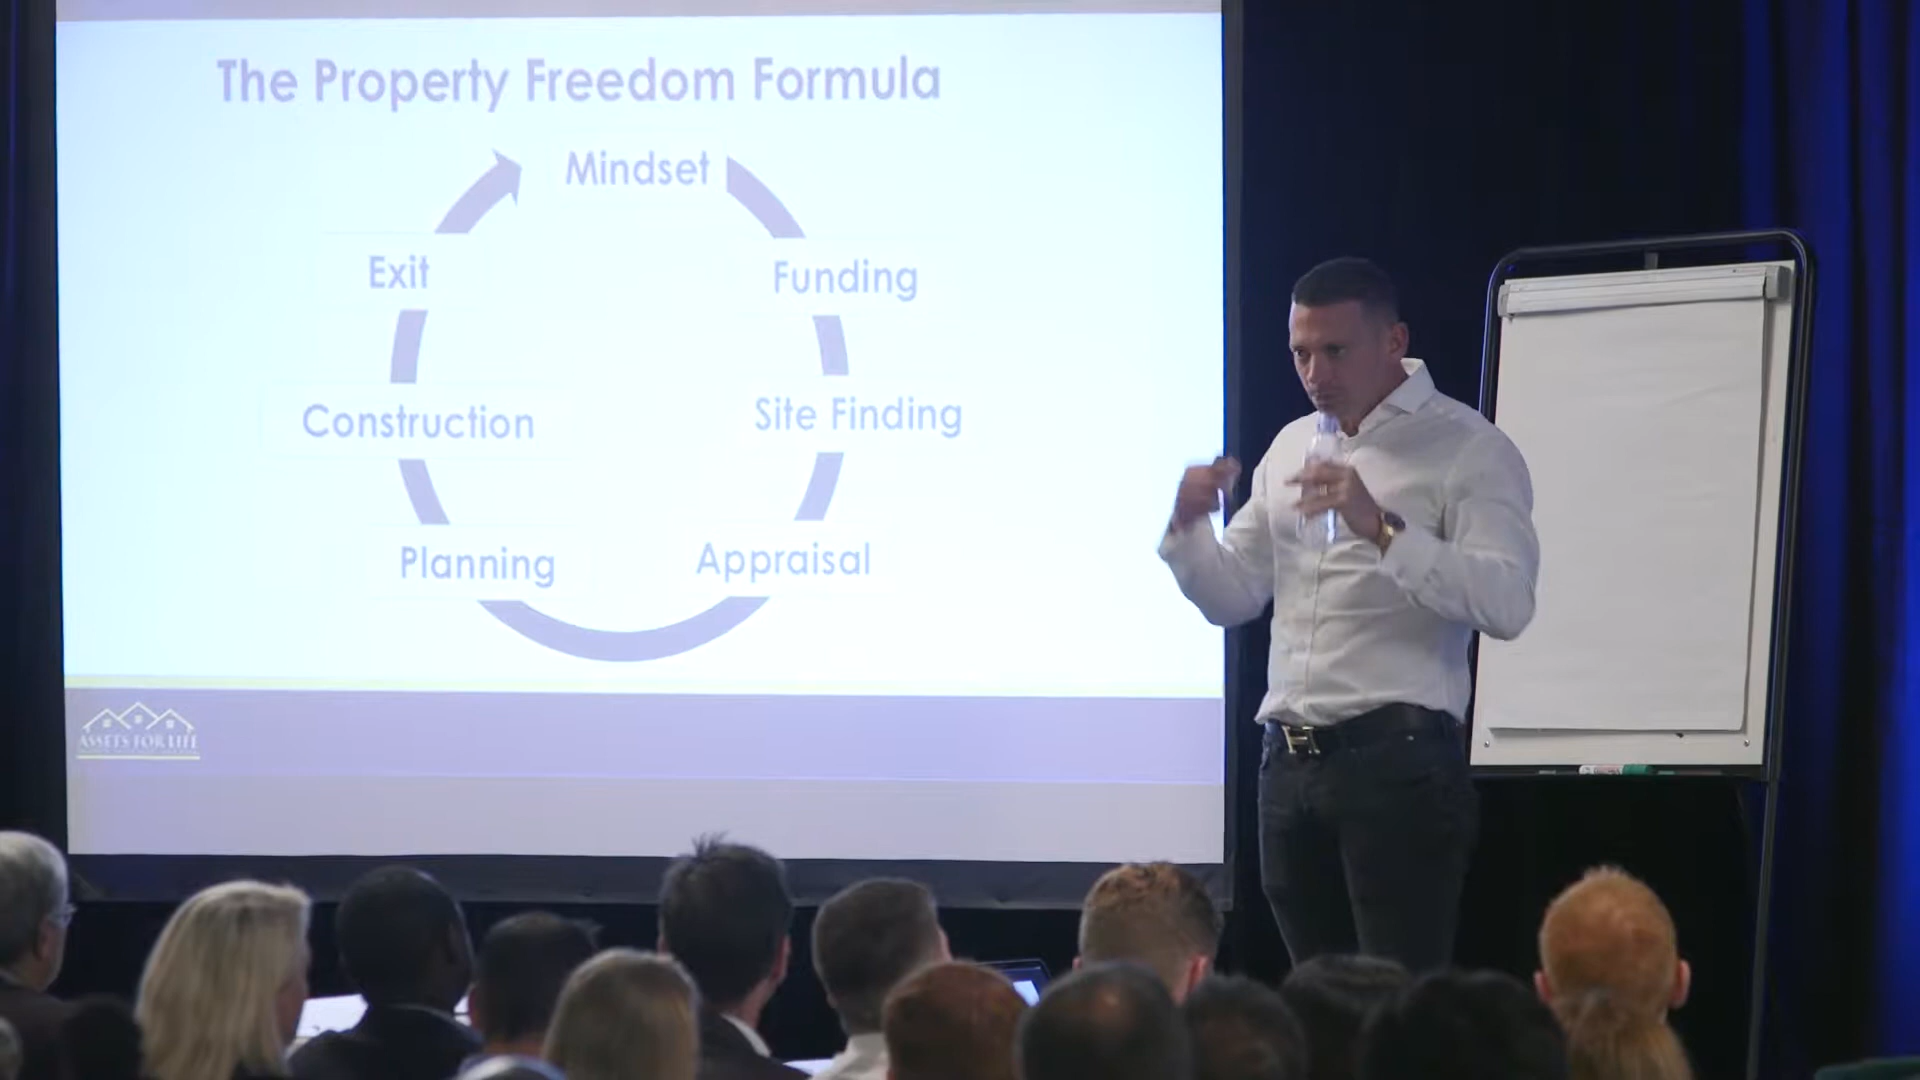 The Property Freedom Formula
Mindset
Funding
Site Finding
Appraisal
Planning
Construction
Exit
ASSETS FOR LIFE